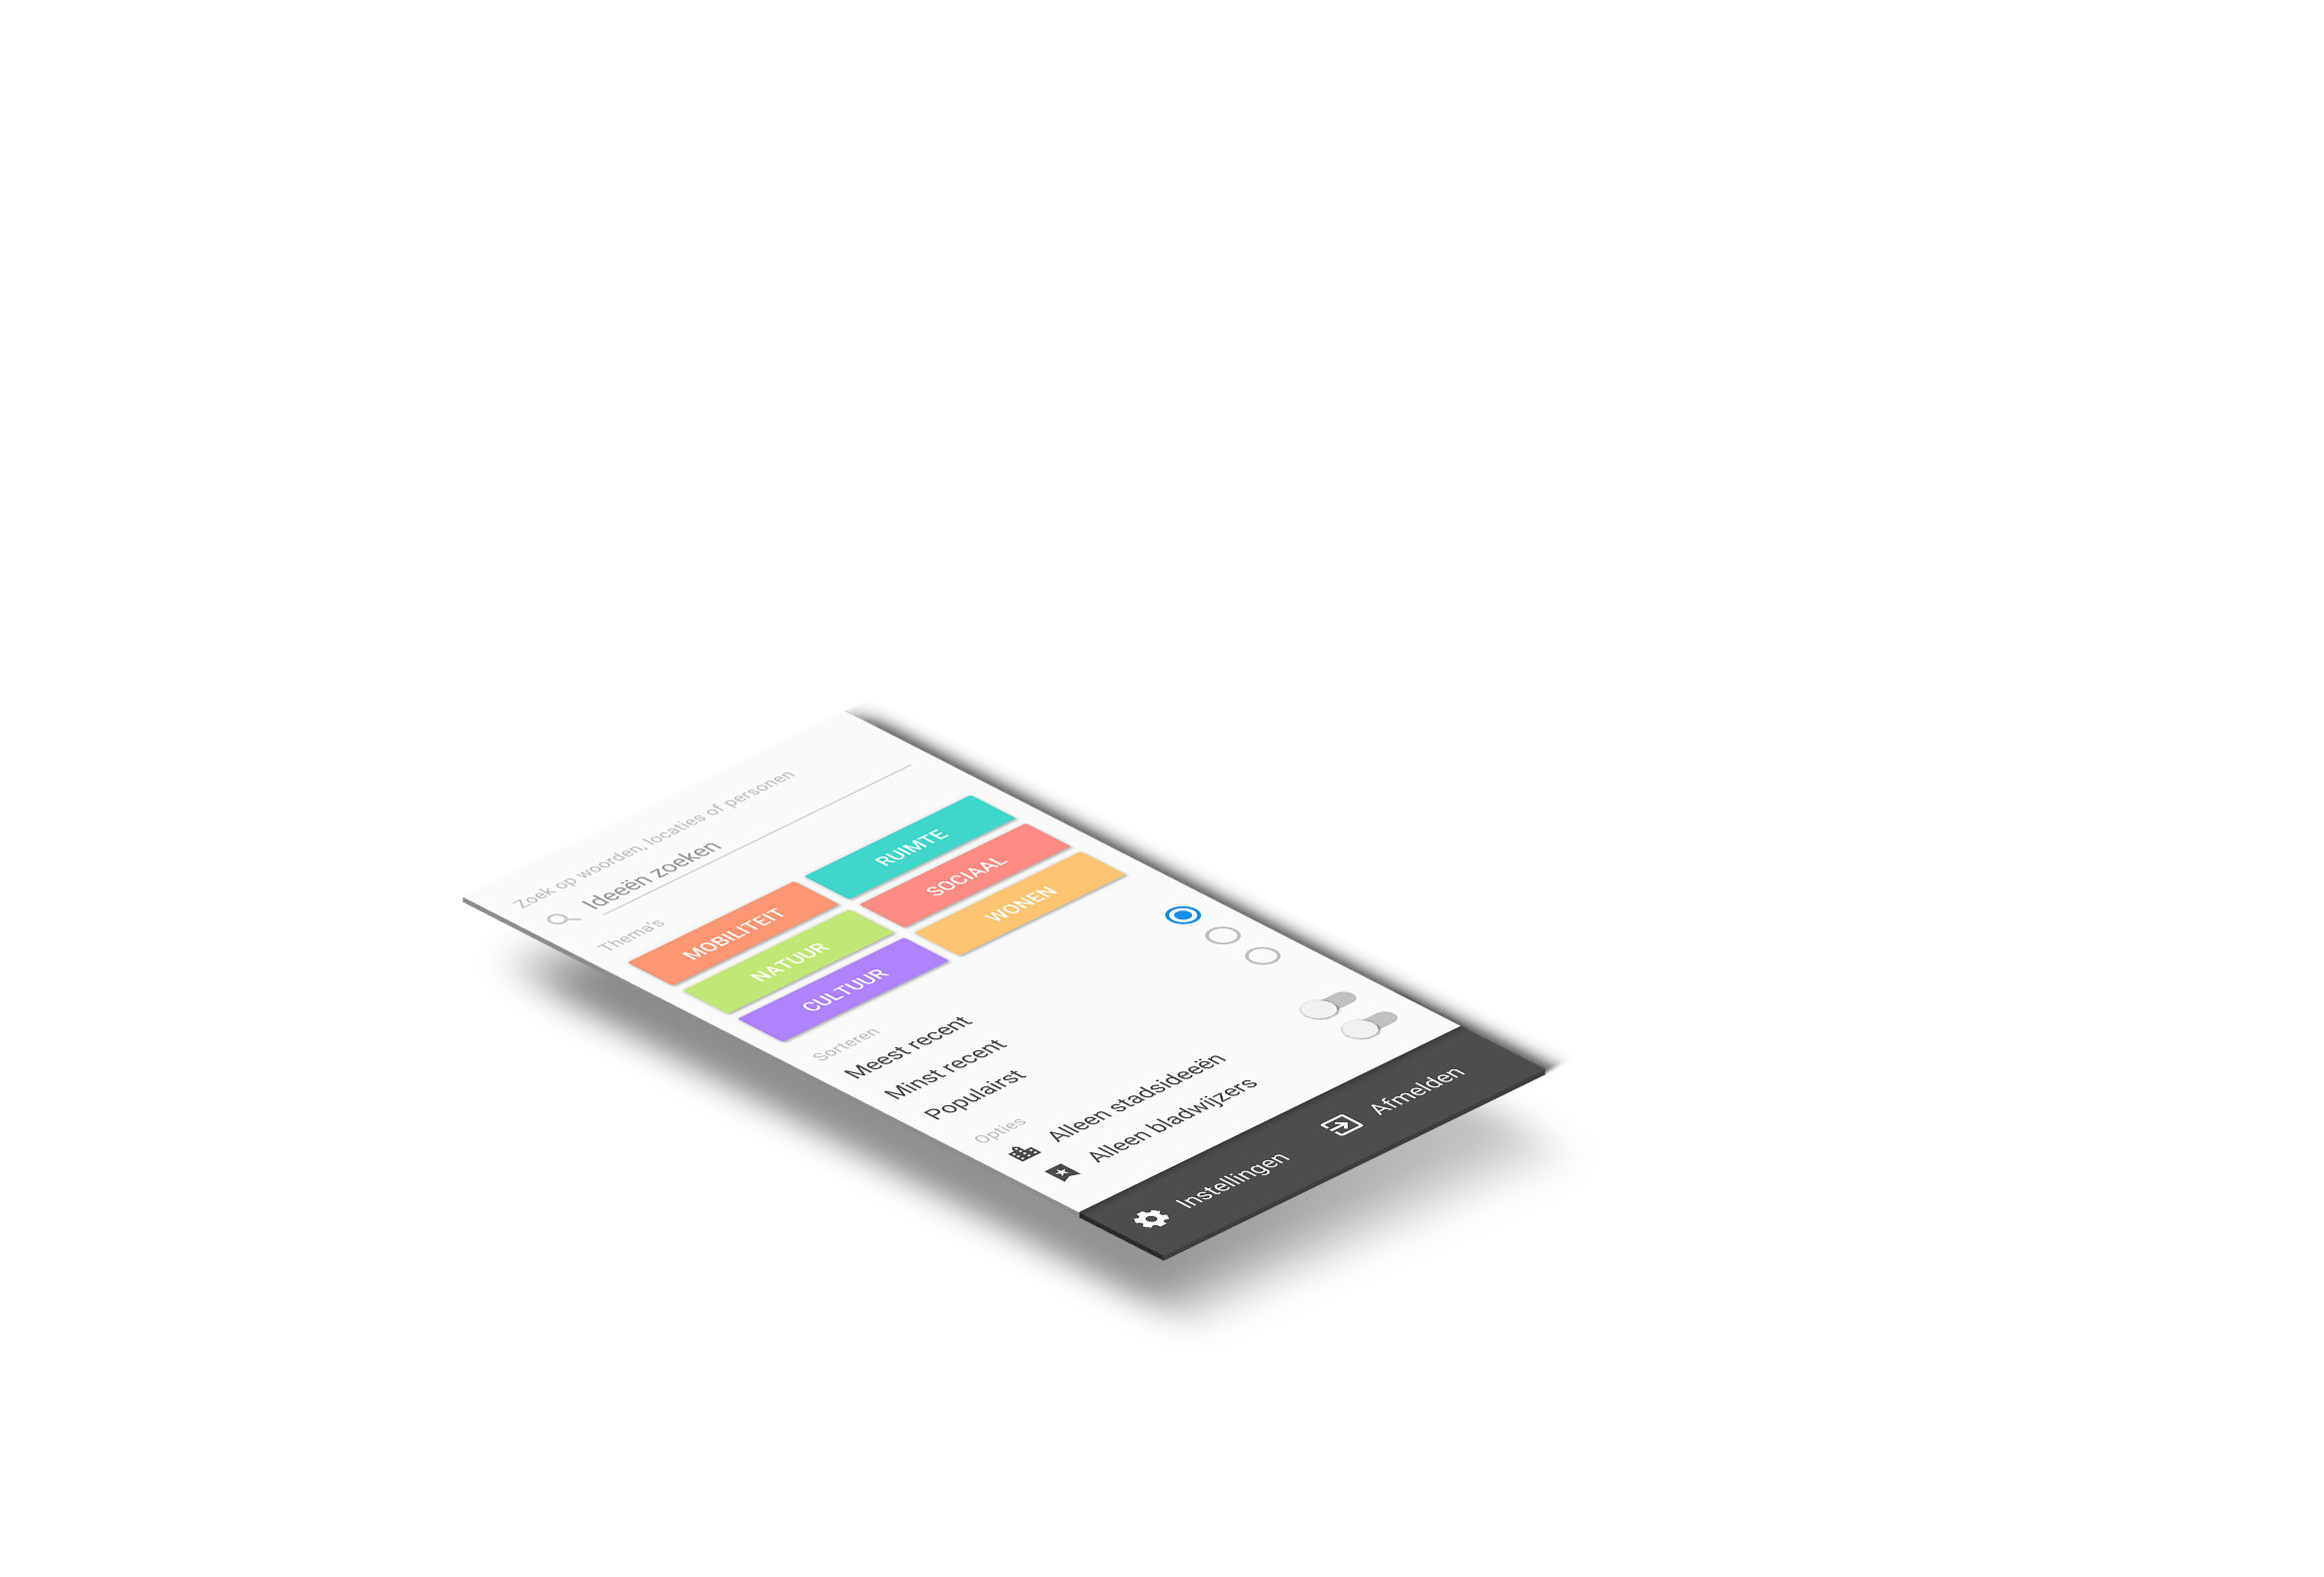 Zoek op woorden, locaties of personen
Ideeën zoeken
Thema's
MOBILITEIT RUIMTE
NATUUR SOCIAAL
CULTUUR WONEN
Sorteren
Meest recent
Minst recent
Populairst
Opties
Alleen stadsideeën
Alleen bladwijzers
Instellingen Afmelden